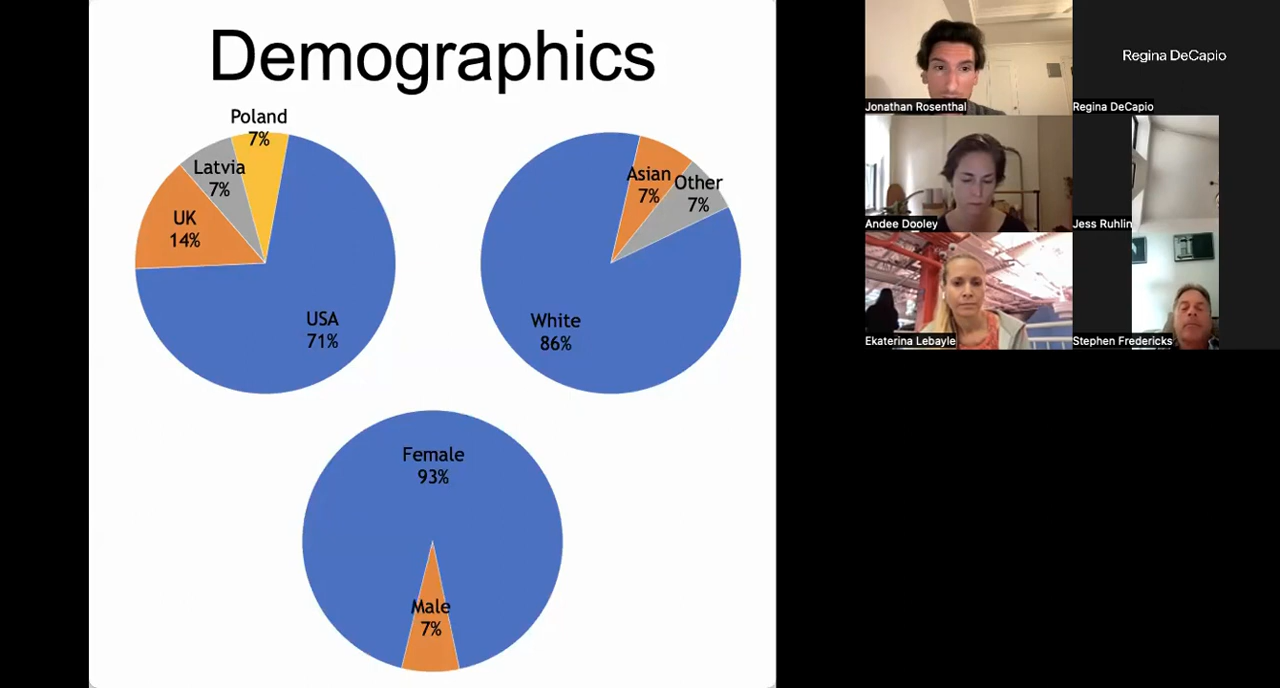 Demographics
Poland
7%
Latvia
7%
UK
14%
USA
71%
Asian
7%
Other
7%
White
86%
Female
93%
Male
7%
Jonathan Rosenthal
Regina DeCapio
Regina DeCapio
Andee Dooley
Jess Ruhlin
Ekaterina Lebayle
Stephen Fredericks